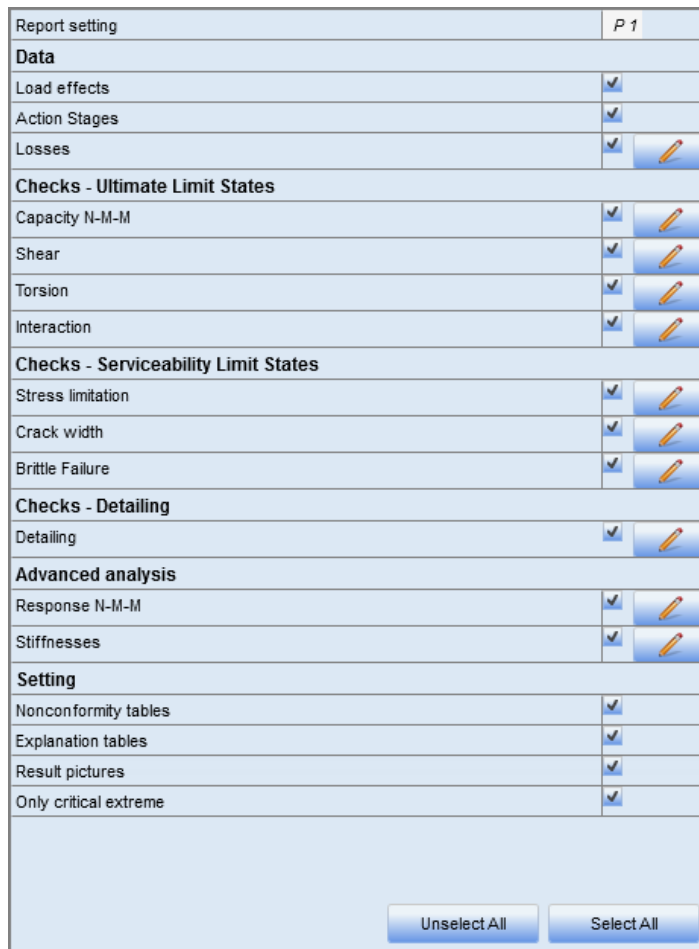 Report setting P 1
Data
Load effects
Action Stages
Losses
Checks - Ultimate Limit States
Capacity N-M-M
Shear
Torsion
Interaction
Checks - Serviceability Limit States
Stress limitation
Crack width
Brittle Failure
Checks - Detailing
Detailing
Advanced analysis
Response N-M-M
Stiffnesses
Setting
Nonconformity tables
Explanation tables
Result pictures
Only critical extreme
Unselect All Select All